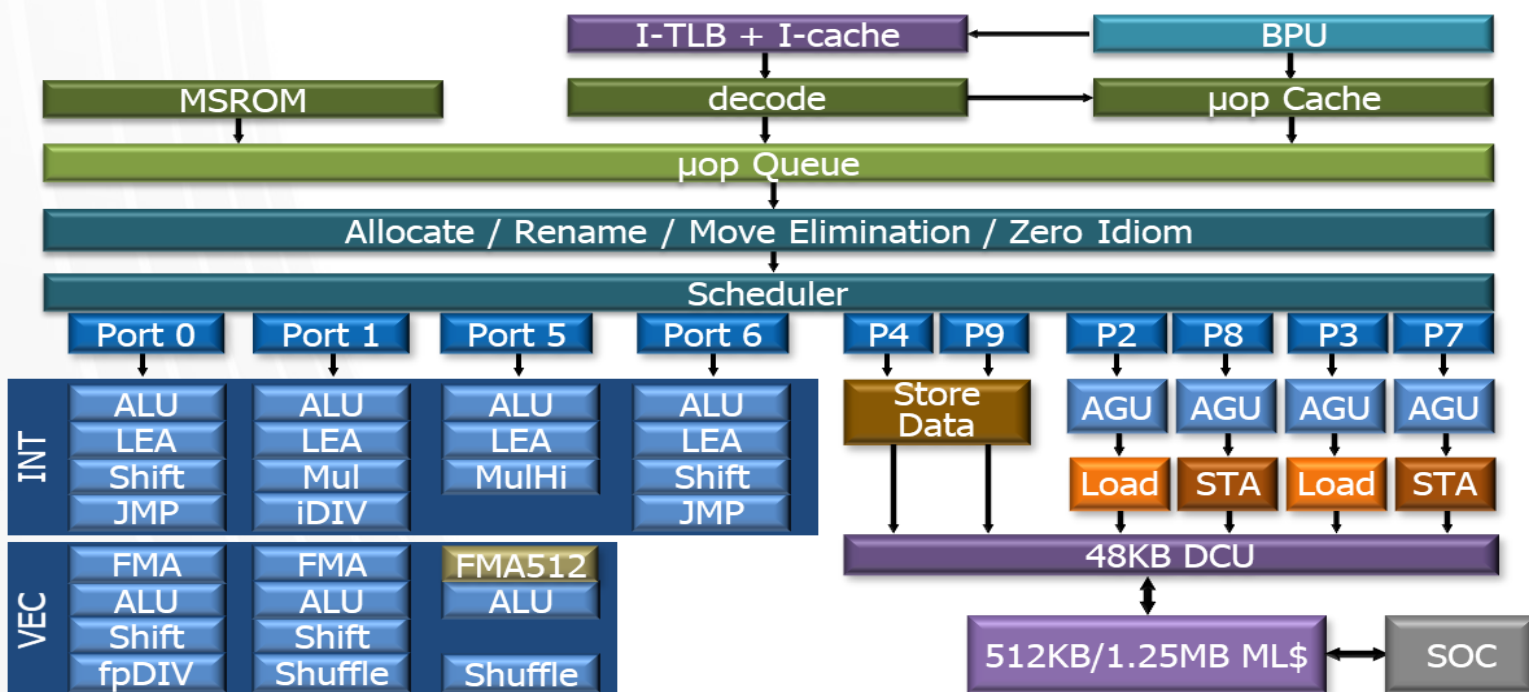 I-TLB + I-cache
BPU
MSROM
decode
µop Cache
µop Queue
Allocate / Rename / Move Elimination / Zero Idiom
Scheduler
Port 0
Port 1
Port 5
Port 6
P4
P9
P2
P8
P3
P7
INT
ALU
ALU
ALU
ALU
LEA
LEA
LEA
LEA
Shift
Mul
MulHi
Shift
JMP
iDIV
JMP
Store
Data
AGU
AGU
AGU
AGU
Load
STA
Load
STA
48KB DCU
VEC
FMA
FMA
FMA512
ALU
ALU
ALU
Shift
Shift
fpDIV
Shuffle
Shuffle
512KB/1.25MB ML$
SOC